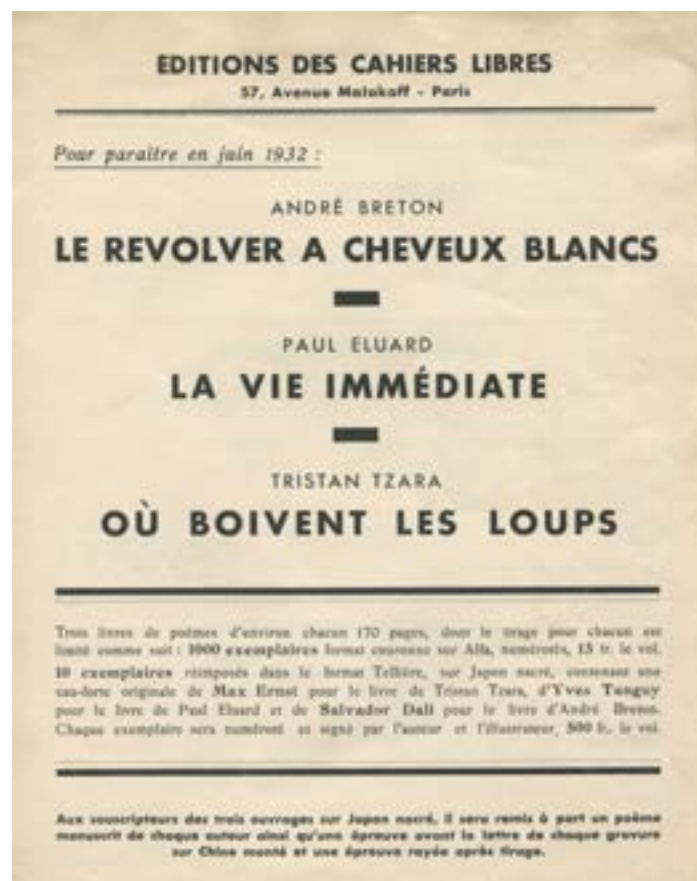 EDITIONS DES CAHIERS LIBRES
57, Avenue Malakoff - Paris
Pour paraître en juin 1932 :
ANDRÉ BRETON
LE REVOLVER A CHEVEUX BLANCS
PAUL ELUARD
LA VIE IMMÉDIATE
TRISTAN TZARA
OÙ BOIVENT LES LOUPS
Trois livres de poèmes d'environ chacun 170 pages, dont le tirage pour chacun est
limité comme suit : 1000 exemplaires format couronne sur Alfa, numérotés, 15 fr. le vol.
10 exemplaires réimposés dans le format Tellière, sur Japon nacré, contenant une
eau-forte originale de Max Ernst pour le livre de Tristan Tzara, d'Yves Tanguy
pour le livre de Paul Eluard et de Salvador Dali pour le livre d'André Breton.
Chaque exemplaire sera numéroté et signé par l'auteur et l'illustrateur, 500 fr. le vol.
Aux souscripteurs des trois ouvrages sur Japon nacré, il sera remis à part un poème
manuscrit de chaque auteur ainsi qu'une épreuve avant la lettre de chaque gravure
sur Chine monté et une épreuve rayée après tirage.